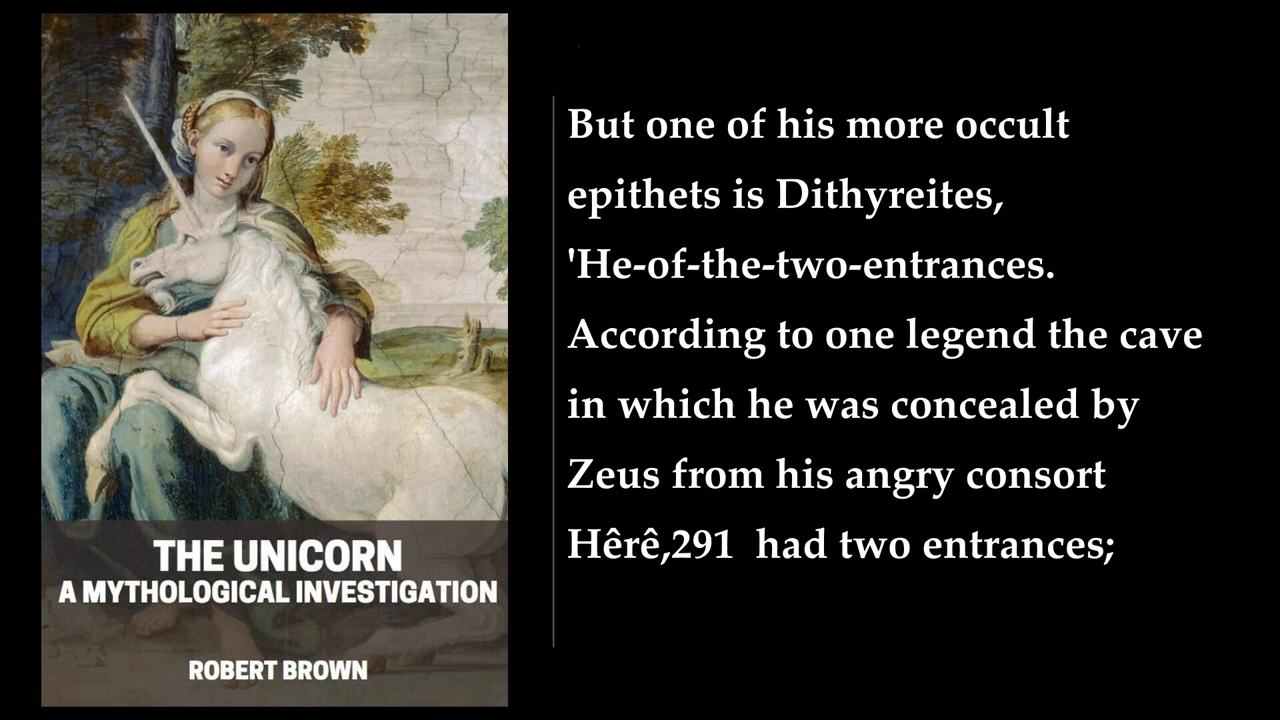 THE UNICORN
A MYTHOLOGICAL INVESTIGATION
ROBERT BROWN
But one of his more occult
epithets is Dithyreites,
'He-of-the-two-entrances.
According to one legend the cave
in which he was concealed by
Zeus from his angry consort
Hêrê,291  had two entrances;